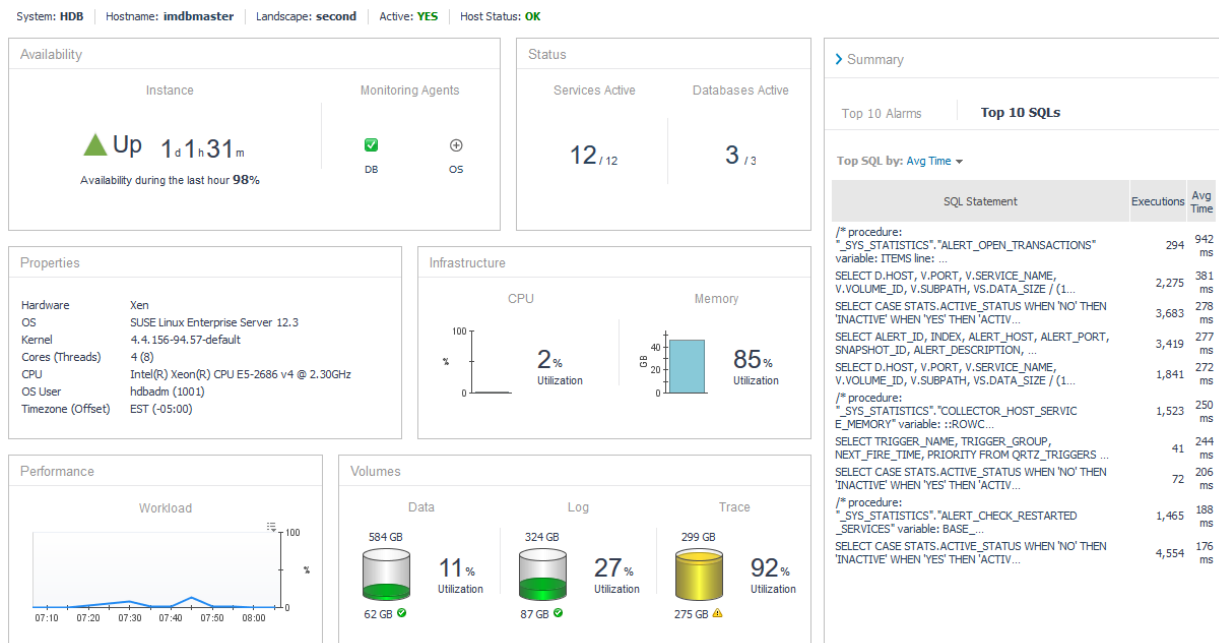 System: HDB Hostname: imdbmaster Landscape: second Active: YES Host Status: OK
Availability
Instance
Monitoring Agents
Up 1d1h31m
DB
OS
Availability during the last hour 98%
Status
Services Active
Databases Active
12/12
3/3
Properties
Hardware Xen
OS SUSE Linux Enterprise Server 12.3
Kernel 4.4.156-94.57-default
Cores (Threads) 4 (8)
CPU Intel(R) Xeon(R) CPU E5-2686 v4 @ 2.30GHz
OS User hdbadm (1001)
Timezone (Offset) EST (-05:00)
Infrastructure
CPU
100
%
0
2%
Utilization
Memory
GB
40
20
0
85%
Utilization
Performance
Workload
100
%
0
07:10 07:20 07:30 07:40 07:50 08:00
Volumes
Data
584 GB
11%
Utilization
62 GB
Log
324 GB
27%
Utilization
87 GB
Trace
299 GB
92%
Utilization
275 GB
Summary
Top 10 Alarms
Top 10 SQLs
Top SQL by: Avg Time
SQL Statement Executions Avg Time
/* procedure:
"_SYS_STATISTICS"."ALERT_OPEN_TRANSACTIONS"
variable: ITEMS line: ...
294 942 ms
SELECT D.HOST, V.PORT, V.SERVICE_NAME,
V.VOLUME_ID, V.SUBPATH, VS.DATA_SIZE / (1...
2,275 381 ms
SELECT CASE STATS.ACTIVE_STATUS WHEN 'NO' THEN
'INACTIVE' WHEN 'YES' THEN 'ACTIV...
3,683 278 ms
SELECT ALERT_ID, INDEX, ALERT_HOST, ALERT_PORT,
SNAPSHOT_ID, ALERT_DESCRIPTION, ...
3,419 277 ms
SELECT D.HOST, V.PORT, V.SERVICE_NAME,
V.VOLUME_ID, V.SUBPATH, VS.DATA_SIZE / (1...
1,841 272 ms
/* procedure:
"_SYS_STATISTICS"."COLLECTOR_HOST_SERVIC
E_MEMORY" variable: ::ROWC...
1,523 250 ms
SELECT TRIGGER_NAME, TRIGGER_GROUP,
NEXT_FIRE_TIME, PRIORITY FROM QRTZ_TRIGGERS ...
41 244 ms
SELECT CASE STATS.ACTIVE_STATUS WHEN 'NO' THEN
'INACTIVE' WHEN 'YES' THEN 'ACTIV...
72 206 ms
/* procedure:
"_SYS_STATISTICS"."ALERT_CHECK_RESTARTED
_SERVICES" variable: BASE_...
1,465 188 ms
SELECT CASE STATS.ACTIVE_STATUS WHEN 'NO' THEN
'INACTIVE' WHEN 'YES' THEN 'ACTIV...
4,554 176 ms